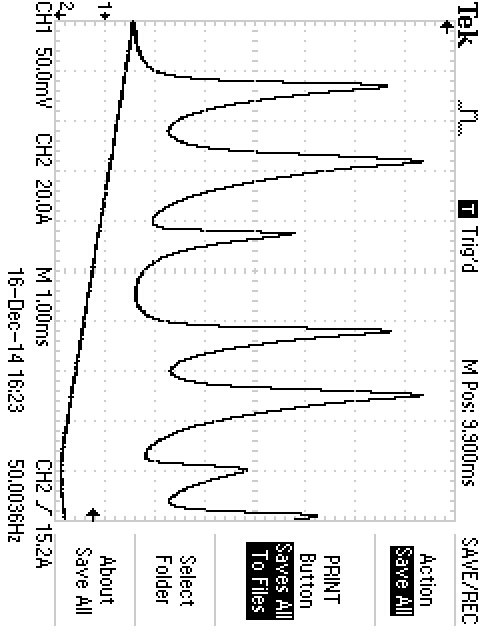 Tek
T Trig'd
M Pos: 9.900ms
SAVE/REC
1
2
Action
Save All
PRINT
Button
Saves All
To Files
Select
Folder
About
Save All
CH1 50.0mV CH2 20.0A M 1.00ms CH2 / 15.2A
16-Dec-14 16:23 50.0036Hz